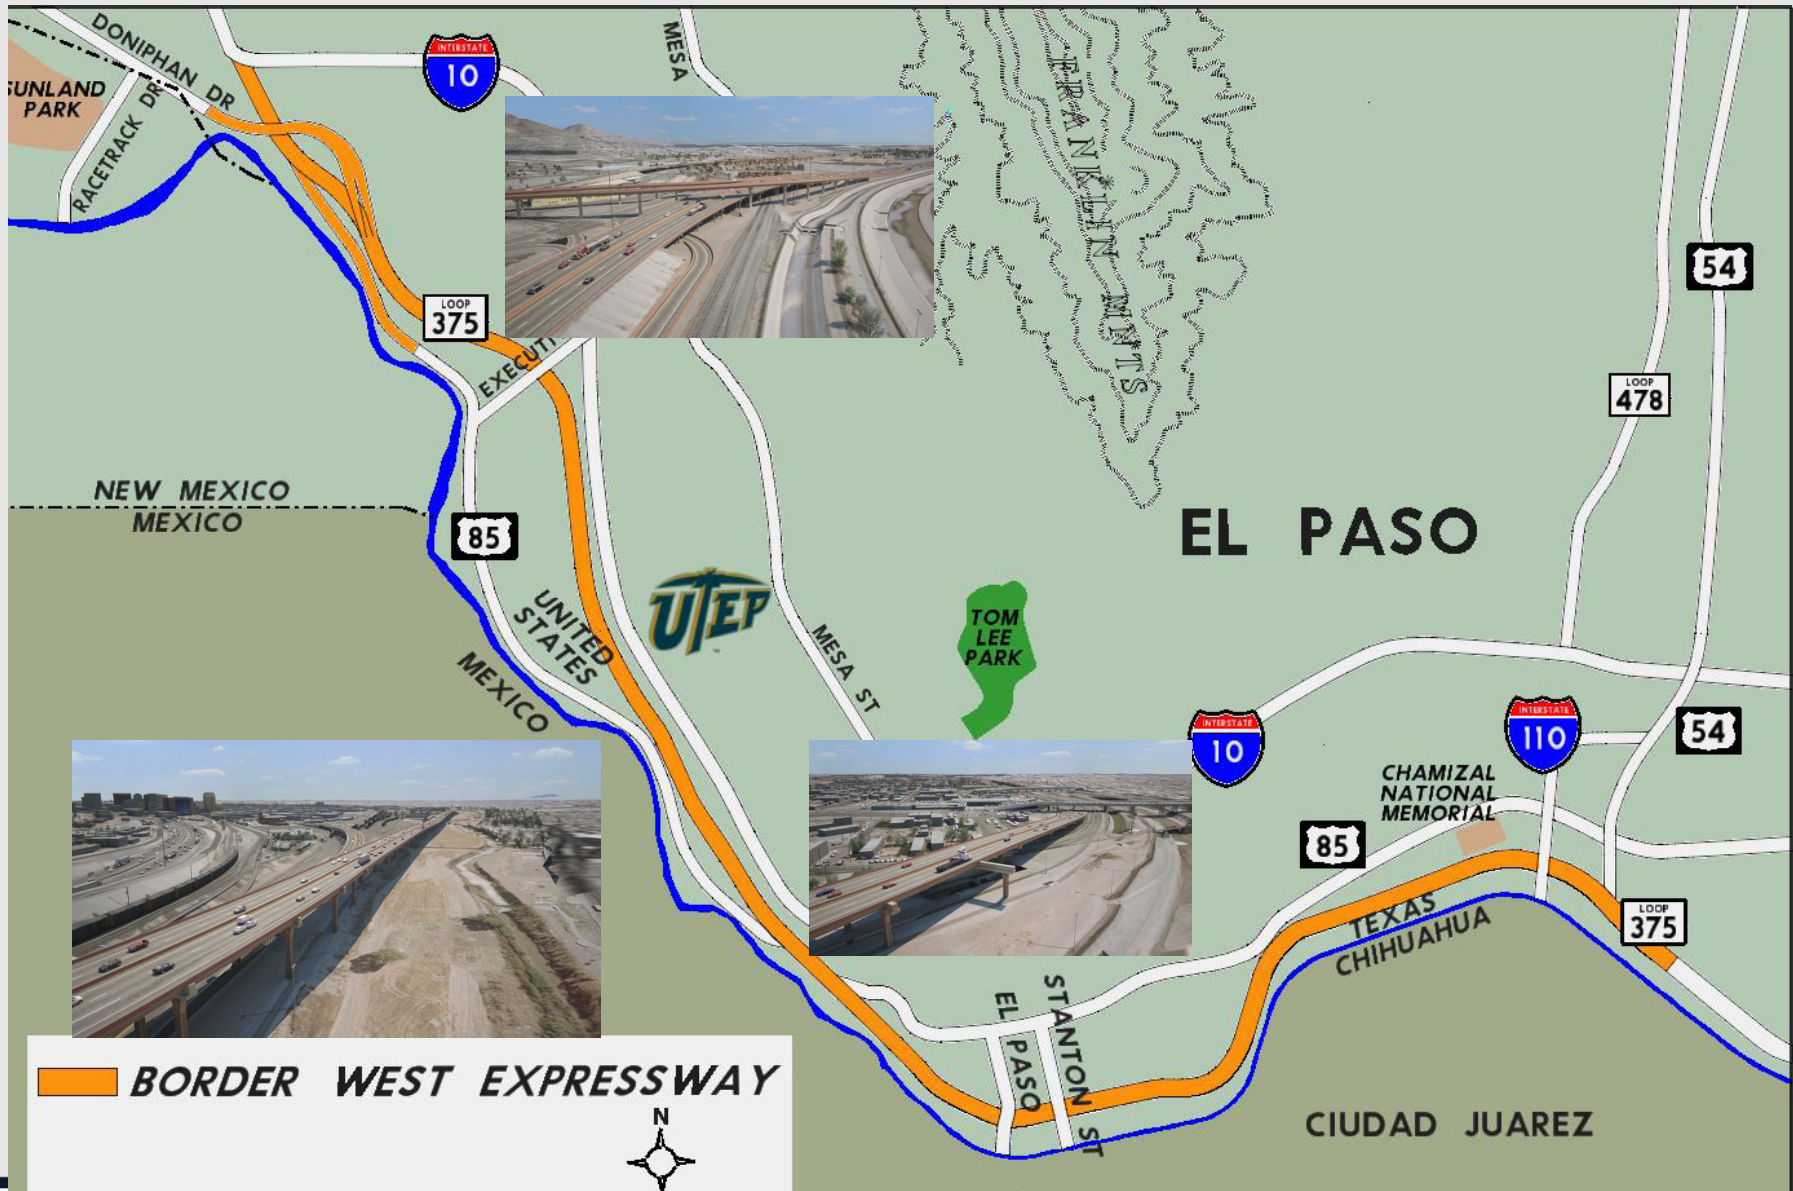 DONIPHAN DR
INTERSTATE
10
MESA
SUNLAND
PARK
RACETRACK DR
FRANKLIN MNTS
54
LOOP
375
LOOP
478
NEW MEXICO
MEXICO
85
EL PASO
UNITED
STATES
MEXICO
UTEP
TOM
LEE
PARK
MESA ST
INTERSTATE
10
INTERSTATE
110
54
CHAMIZAL
NATIONAL
MEMORIAL
85
TEXAS
CHIHUAHUA
LOOP
375
EL PASO
STANTON ST
BORDER WEST EXPRESSWAY
N
CIUDAD JUAREZ